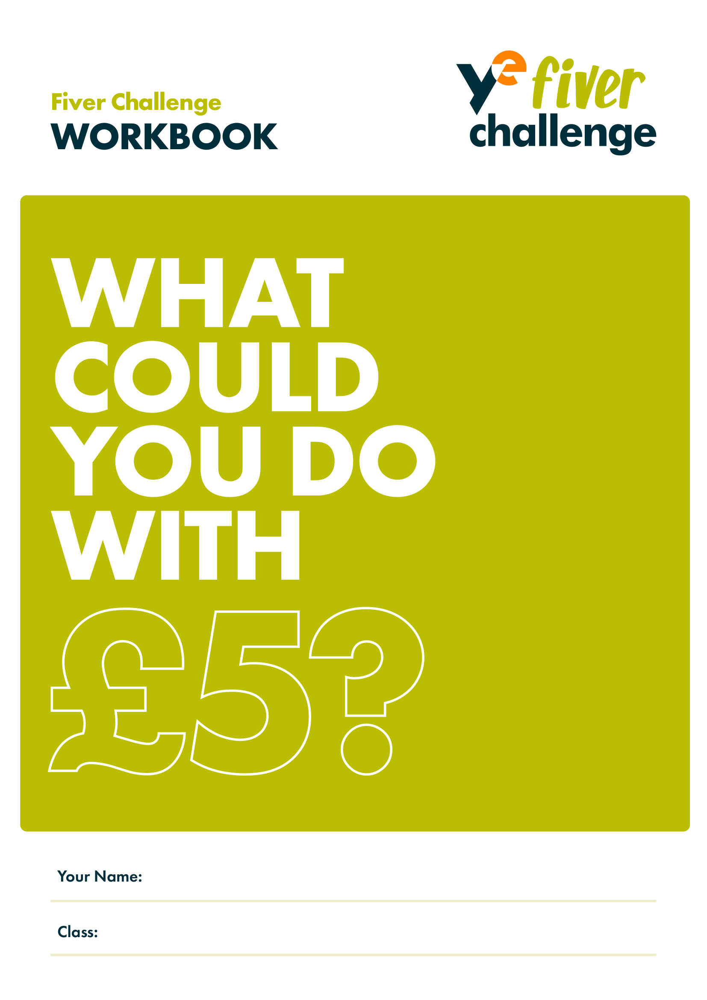 Fiver Challenge
WORKBOOK
ye fiver
challenge
WHAT
COULD
YOU DO
WITH
£5?
Your Name:
Class: